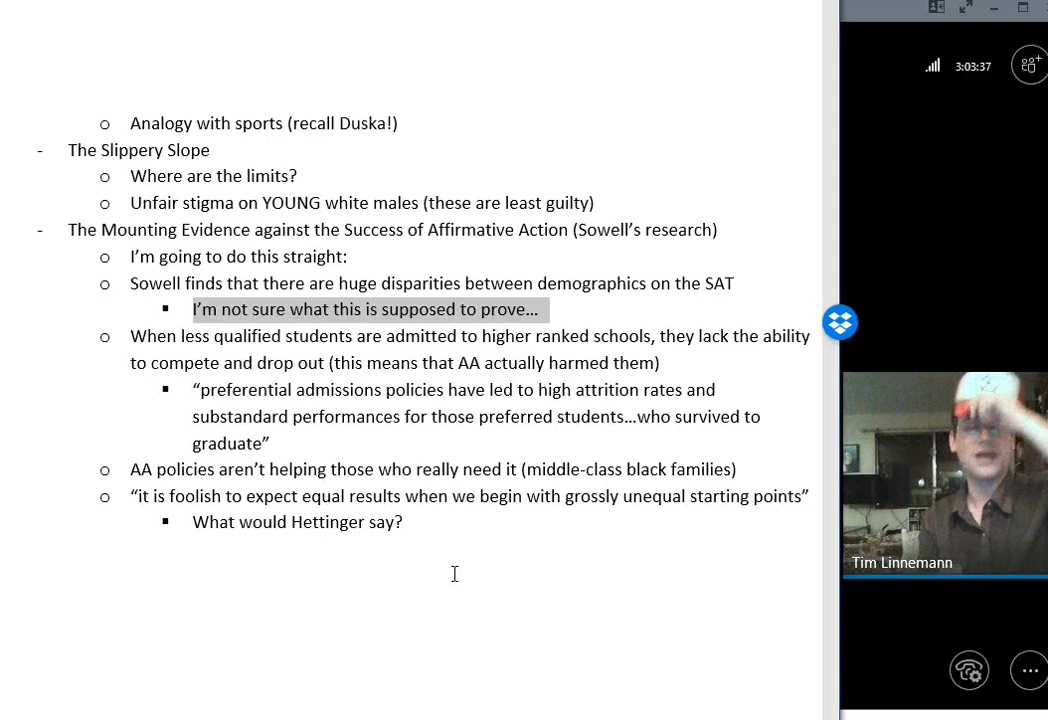 3:03:37
o Analogy with sports (recall Duska!)
- The Slippery Slope
o Where are the limits?
o Unfair stigma on YOUNG white males (these are least guilty)
- The Mounting Evidence against the Success of Affirmative Action (Sowell’s research)
o I’m going to do this straight:
o Sowell finds that there are huge disparities between demographics on the SAT
▪ I’m not sure what this is supposed to prove…
o When less qualified students are admitted to higher ranked schools, they lack the ability
to compete and drop out (this means that AA actually harmed them)
▪ “preferential admissions policies have led to high attrition rates and
substandard performances for those preferred students…who survived to
graduate”
o AA policies aren’t helping those who really need it (middle-class black families)
o “it is foolish to expect equal results when we begin with grossly unequal starting points”
▪ What would Hettinger say?
Tim Linnemann